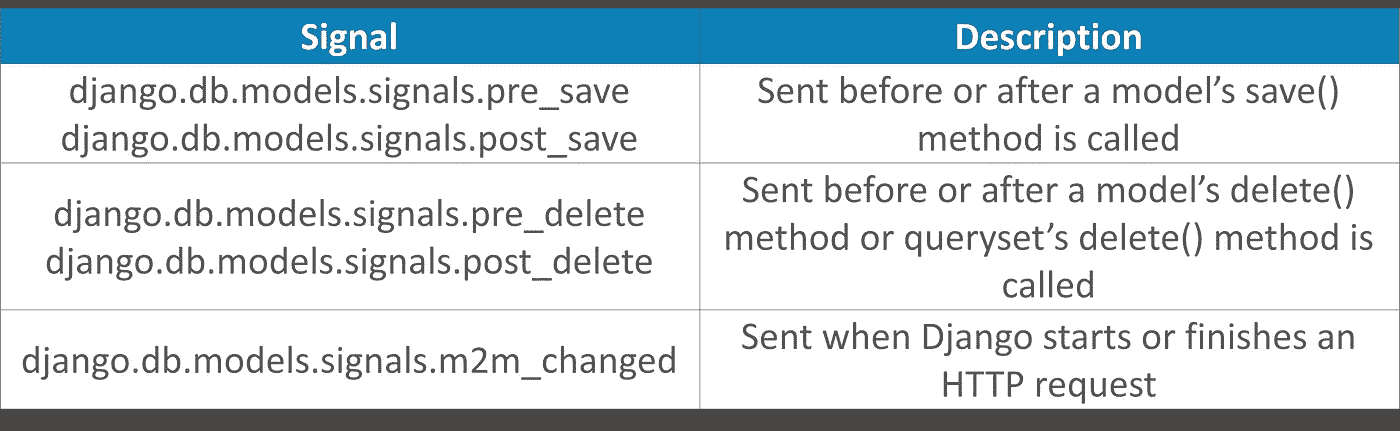 Signal
Description
django.db.models.signals.pre_save
django.db.models.signals.post_save
Sent before or after a model’s save()
method is called
django.db.models.signals.pre_delete
django.db.models.signals.post_delete
Sent before or after a model’s delete()
method or queryset’s delete() method is
called
django.db.models.signals.m2m_changed
Sent when Django starts or finishes an
HTTP request